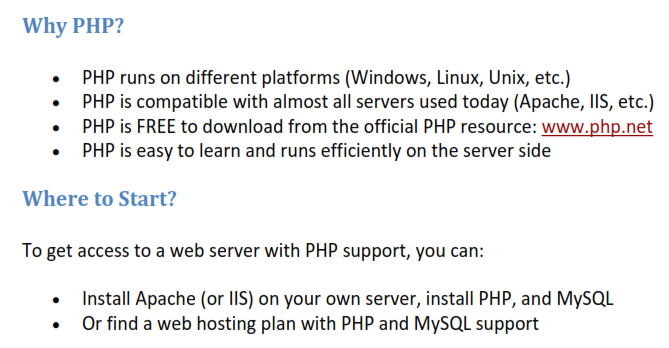 Why PHP?
• PHP runs on different platforms (Windows, Linux, Unix, etc.)
• PHP is compatible with almost all servers used today (Apache, IIS, etc.)
• PHP is FREE to download from the official PHP resource: www.php.net
• PHP is easy to learn and runs efficiently on the server side
Where to Start?
To get access to a web server with PHP support, you can:
• Install Apache (or IIS) on your own server, install PHP, and MySQL
• Or find a web hosting plan with PHP and MySQL support